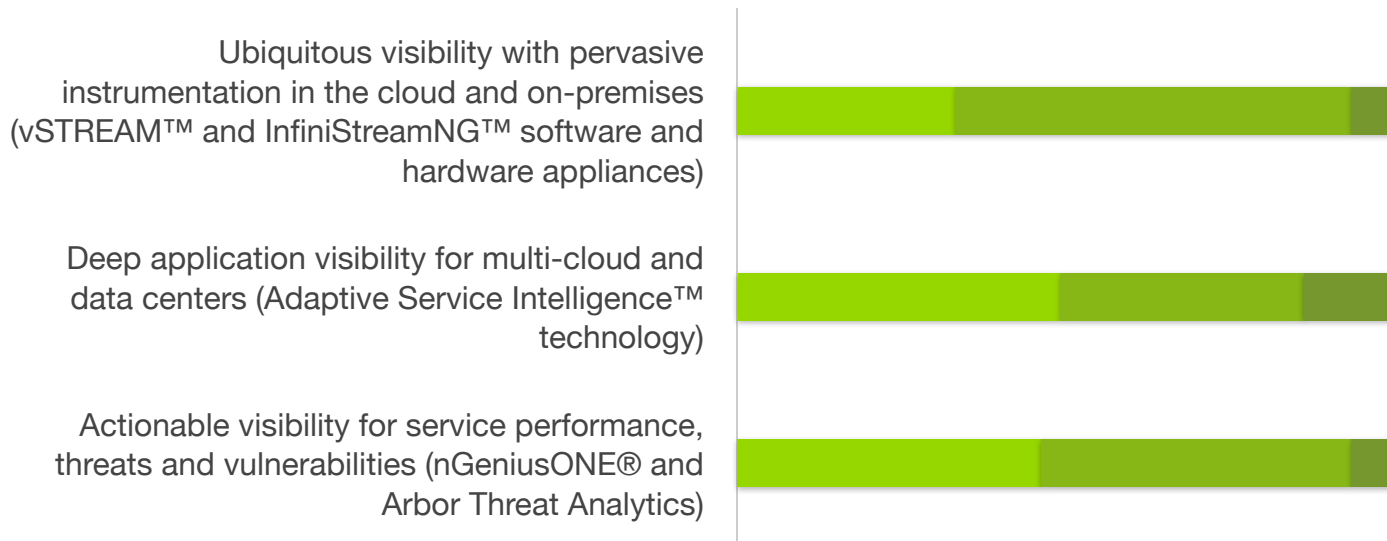 Ubiquitous visibility with pervasive
instrumentation in the cloud and on-premises
(vSTREAM™ and InfiniStreamNG™ software and
hardware appliances)
Deep application visibility for multi-cloud and
data centers (Adaptive Service Intelligence™
technology)
Actionable visibility for service performance,
threats and vulnerabilities (nGeniusONE® and
Arbor Threat Analytics)